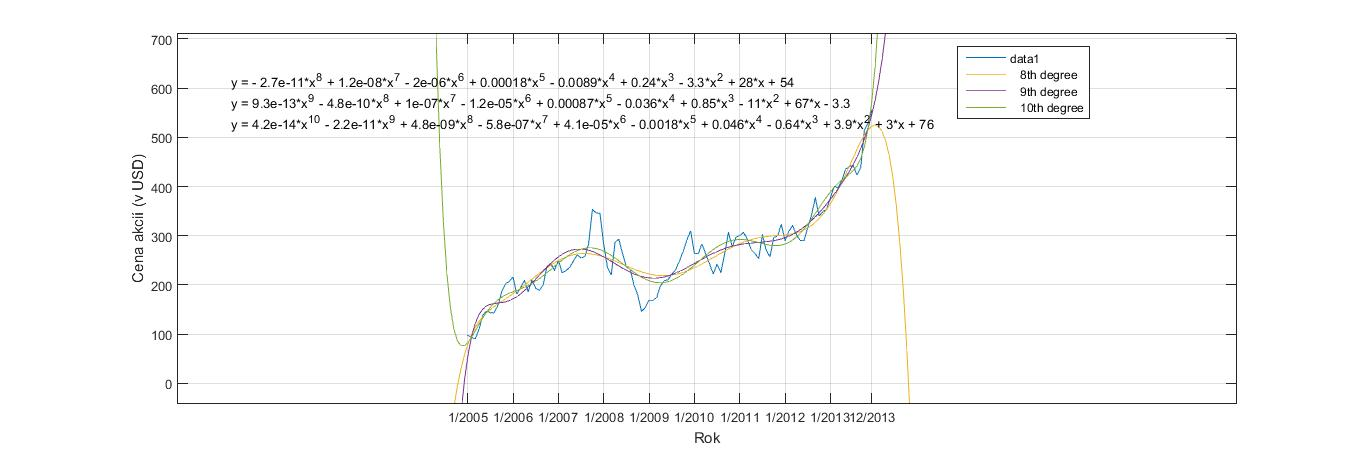 700
600
500
400
300
200
100
0
Cena akcií (v USD)
y = - 2.7e-11*x^8 + 1.2e-08*x^7 - 2e-06*x^6 + 0.00018*x^5 - 0.0089*x^4 + 0.24*x^3 - 3.3*x^2 + 28*x + 54
y = 9.3e-13*x^9 - 4.8e-10*x^8 + 1e-07*x^7 - 1.2e-05*x^6 + 0.00087*x^5 - 0.036*x^4 + 0.85*x^3 - 11*x^2 + 67*x - 3.3
y = 4.2e-14*x^10 - 2.2e-11*x^9 + 4.8e-09*x^8 - 5.8e-07*x^7 + 4.1e-05*x^6 - 0.0018*x^5 + 0.046*x^4 - 0.64*x^3 + 3.9*x^2 + 3*x + 76
data1
8th degree
9th degree
10th degree
1/2005 1/2006 1/2007 1/2008 1/2009 1/2010 1/2011 1/2012 1/2013 12/2013
Rok